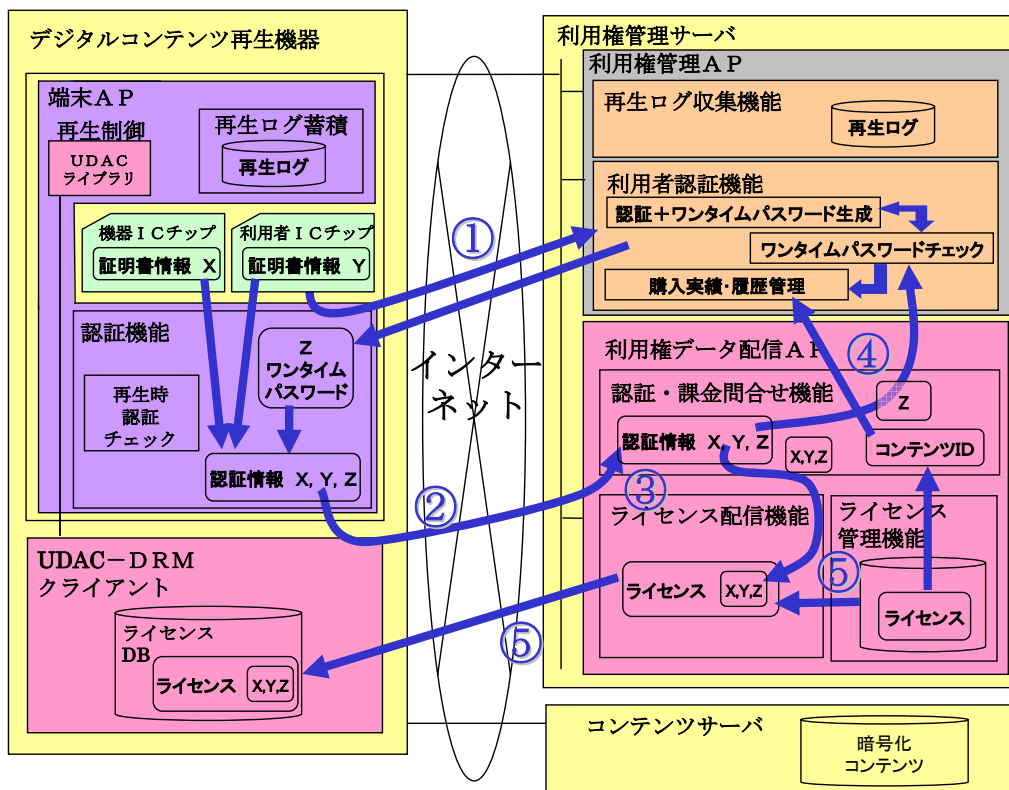 デジタルコンテンツ再生機器
端末AP
再生制御
UDAC
ライブラリ
再生ログ蓄積
再生ログ
機器ICチップ
証明書情報 X
利用者ICチップ
証明書情報 Y
認証機能
Z
ワンタイム
パスワード
再生時
認証
チェック
認証情報 X, Y, Z
UDAC-DRM
クライアント
ライセンス
DB
ライセンス
X,Y,Z
インター
ネット
①
②
③
④
⑤
⑤
利用権管理サーバ
利用権管理AP
再生ログ収集機能
再生ログ
利用者認証機能
認証+ワンタイムパスワード生成
ワンタイムパスワードチェック
購入実績・履歴管理
利用権データ配信AP
認証・課金問合せ機能
Z
認証情報 X, Y, Z
X,Y,Z
コンテンツID
ライセンス配信機能
ライセンス
X,Y,Z
ライセンス
管理機能
ライセンス
コンテンツサーバ
暗号化
コンテンツ